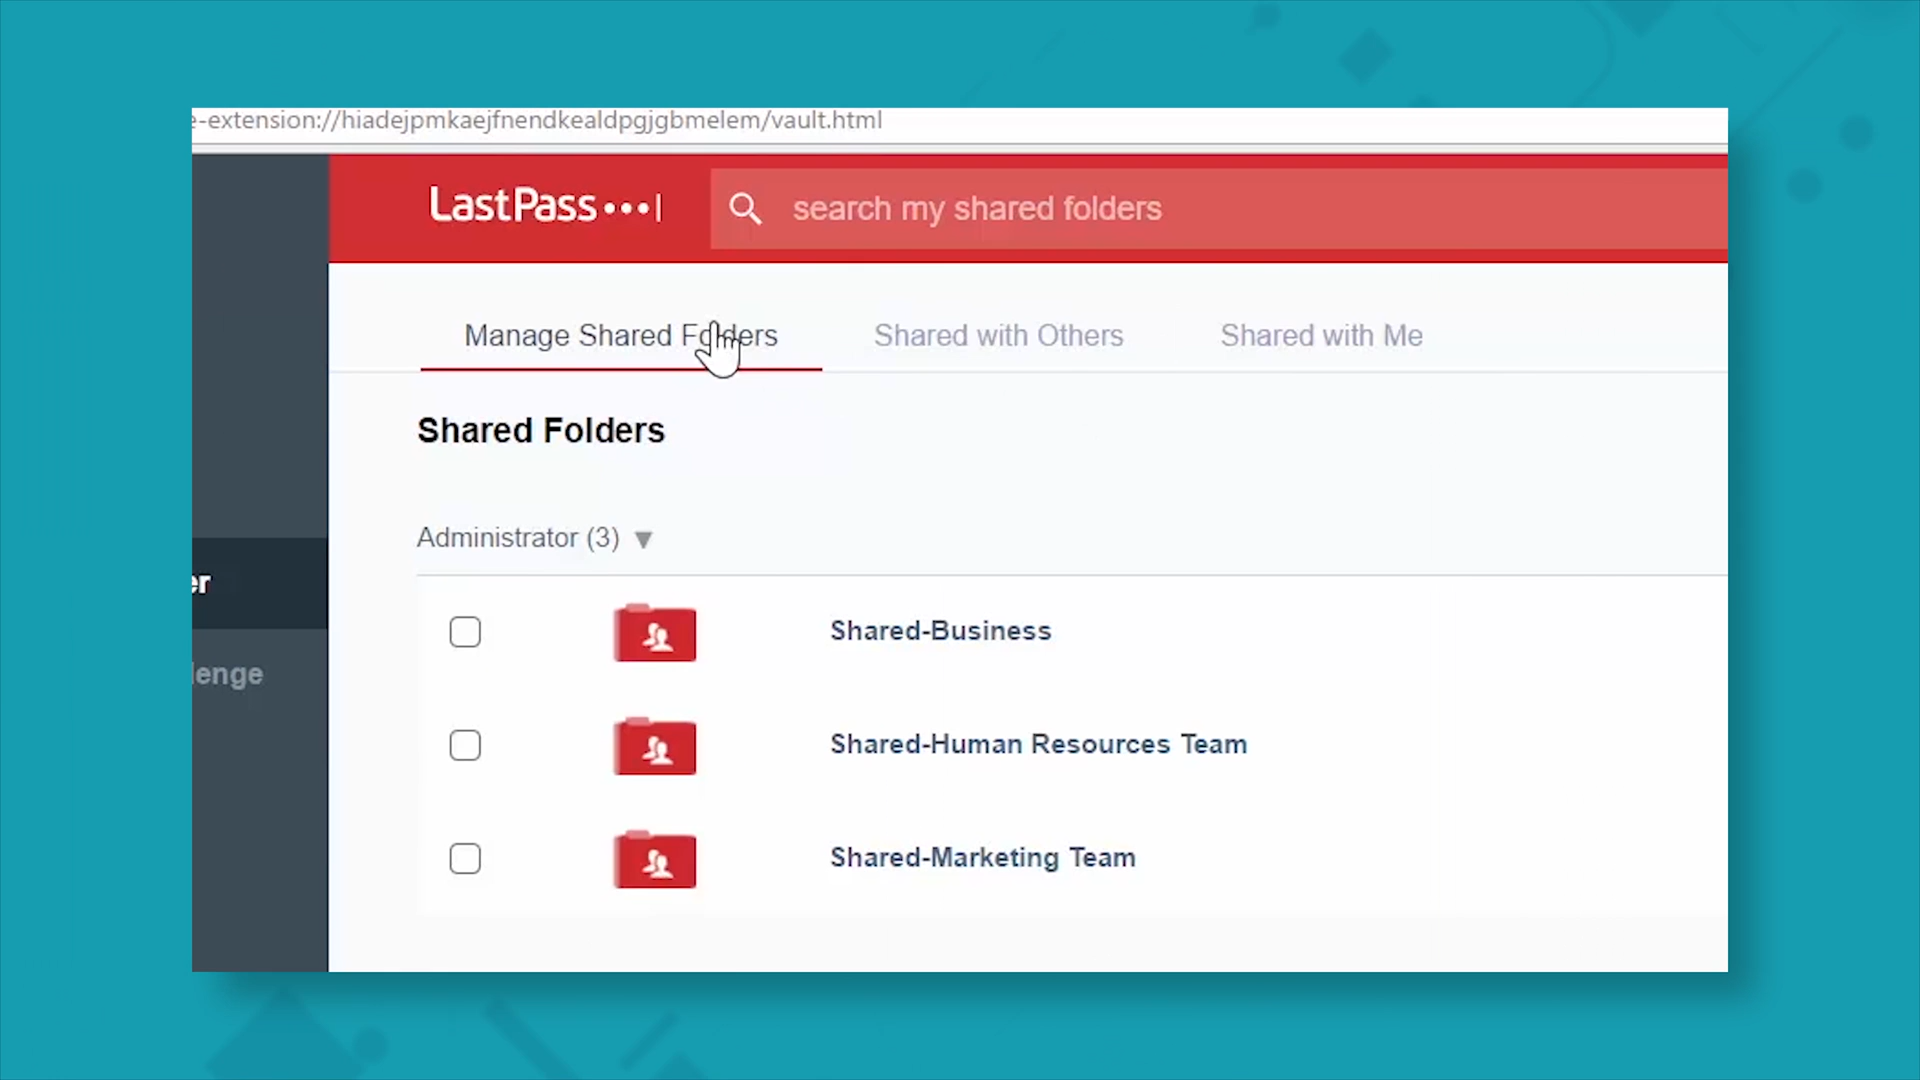 e-extension://hiadejpmkaejfnendkealdpgjgbmelem/vault.html
LastPass •••|
search my shared folders
Manage Shared Folders
Shared with Others
Shared with Me
Shared Folders
Administrator (3) ▼
er
lenge
Shared-Business
Shared-Human Resources Team
Shared-Marketing Team